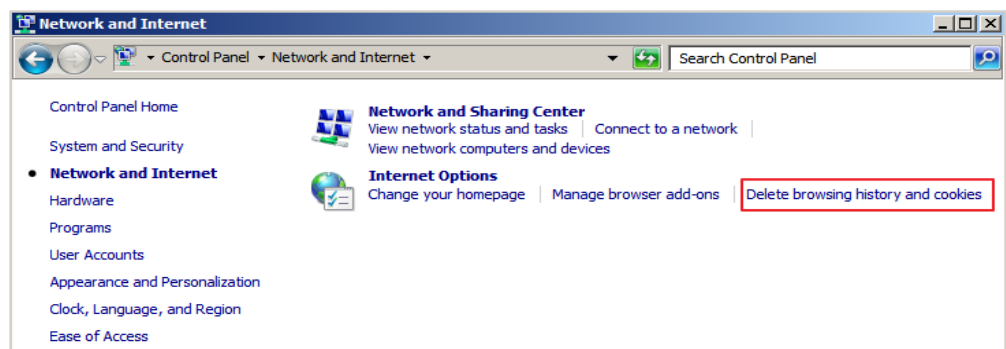 Network and Internet
Control Panel Network and Internet
Search Control Panel
Control Panel Home
System and Security
Network and Internet
Hardware
Programs
User Accounts
Appearance and Personalization
Clock, Language, and Region
Ease of Access
Network and Sharing Center
View network status and tasks Connect to a network
View network computers and devices
Internet Options
Change your homepage Manage browser add-ons Delete browsing history and cookies